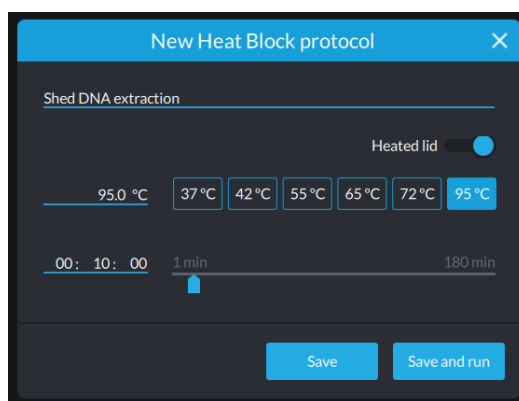 New Heat Block protocol
Shed DNA extraction
Heated lid
95.0 °C 37 °C 42 °C 55 °C 65 °C 72 °C 95 °C
00: 10: 00 1 min 180 min
Save Save and run